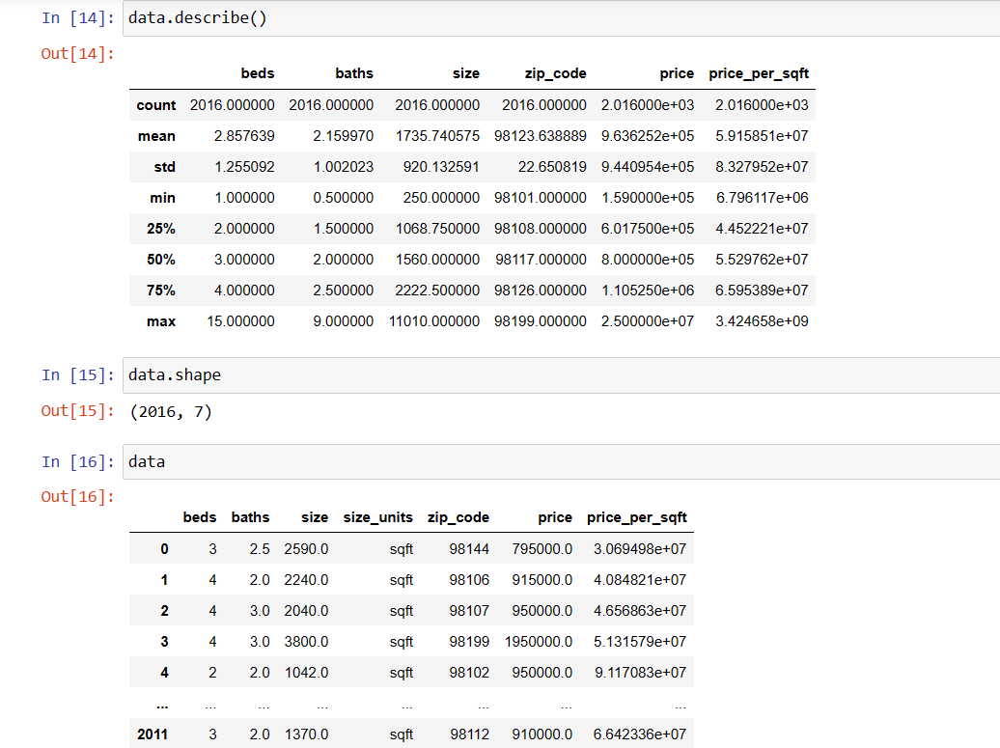 In [14]: data.describe()
Out[14]:
beds baths size zip_code price price_per_sqft
count 2016.000000 2016.000000 2016.000000 2016.000000 2.016000e+03 2.016000e+03
mean 2.857639 2.159970 1735.740575 98123.638889 9.636252e+05 5.915851e+07
std 1.255092 1.002023 920.132591 22.650819 9.440954e+05 8.327952e+07
min 1.000000 0.500000 250.000000 98101.000000 1.590000e+05 6.796117e+06
25% 2.000000 1.500000 1068.750000 98108.000000 6.017500e+05 4.452221e+07
50% 3.000000 2.000000 1560.000000 98117.000000 8.000000e+05 5.529762e+07
75% 4.000000 2.500000 2222.500000 98126.000000 1.105250e+06 6.595389e+07
max 15.000000 9.000000 11010.000000 98199.000000 2.500000e+07 3.424658e+09
In [15]: data.shape
Out[15]: (2016, 7)
In [16]: data
Out[16]:
beds baths size size_units zip_code price price_per_sqft
0 3 2.5 2590.0 sqft 98144 795000.0 3.069498e+07
1 4 2.0 2240.0 sqft 98106 915000.0 4.084821e+07
2 4 3.0 2040.0 sqft 98107 950000.0 4.656863e+07
3 4 3.0 3800.0 sqft 98199 1950000.0 5.131579e+07
4 2 2.0 1042.0 sqft 98102 950000.0 9.117083e+07
... ... ... ... ... ... ... ...
2011 3 2.0 1370.0 sqft 98112 910000.0 6.642336e+07